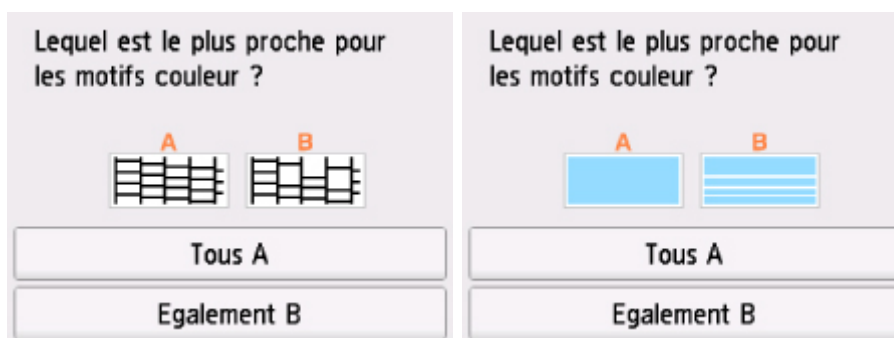 Lequel est le plus proche pour
les motifs couleur ?
A B
Tous A
Egalement B
Lequel est le plus proche pour
les motifs couleur ?
A B
Tous A
Egalement B